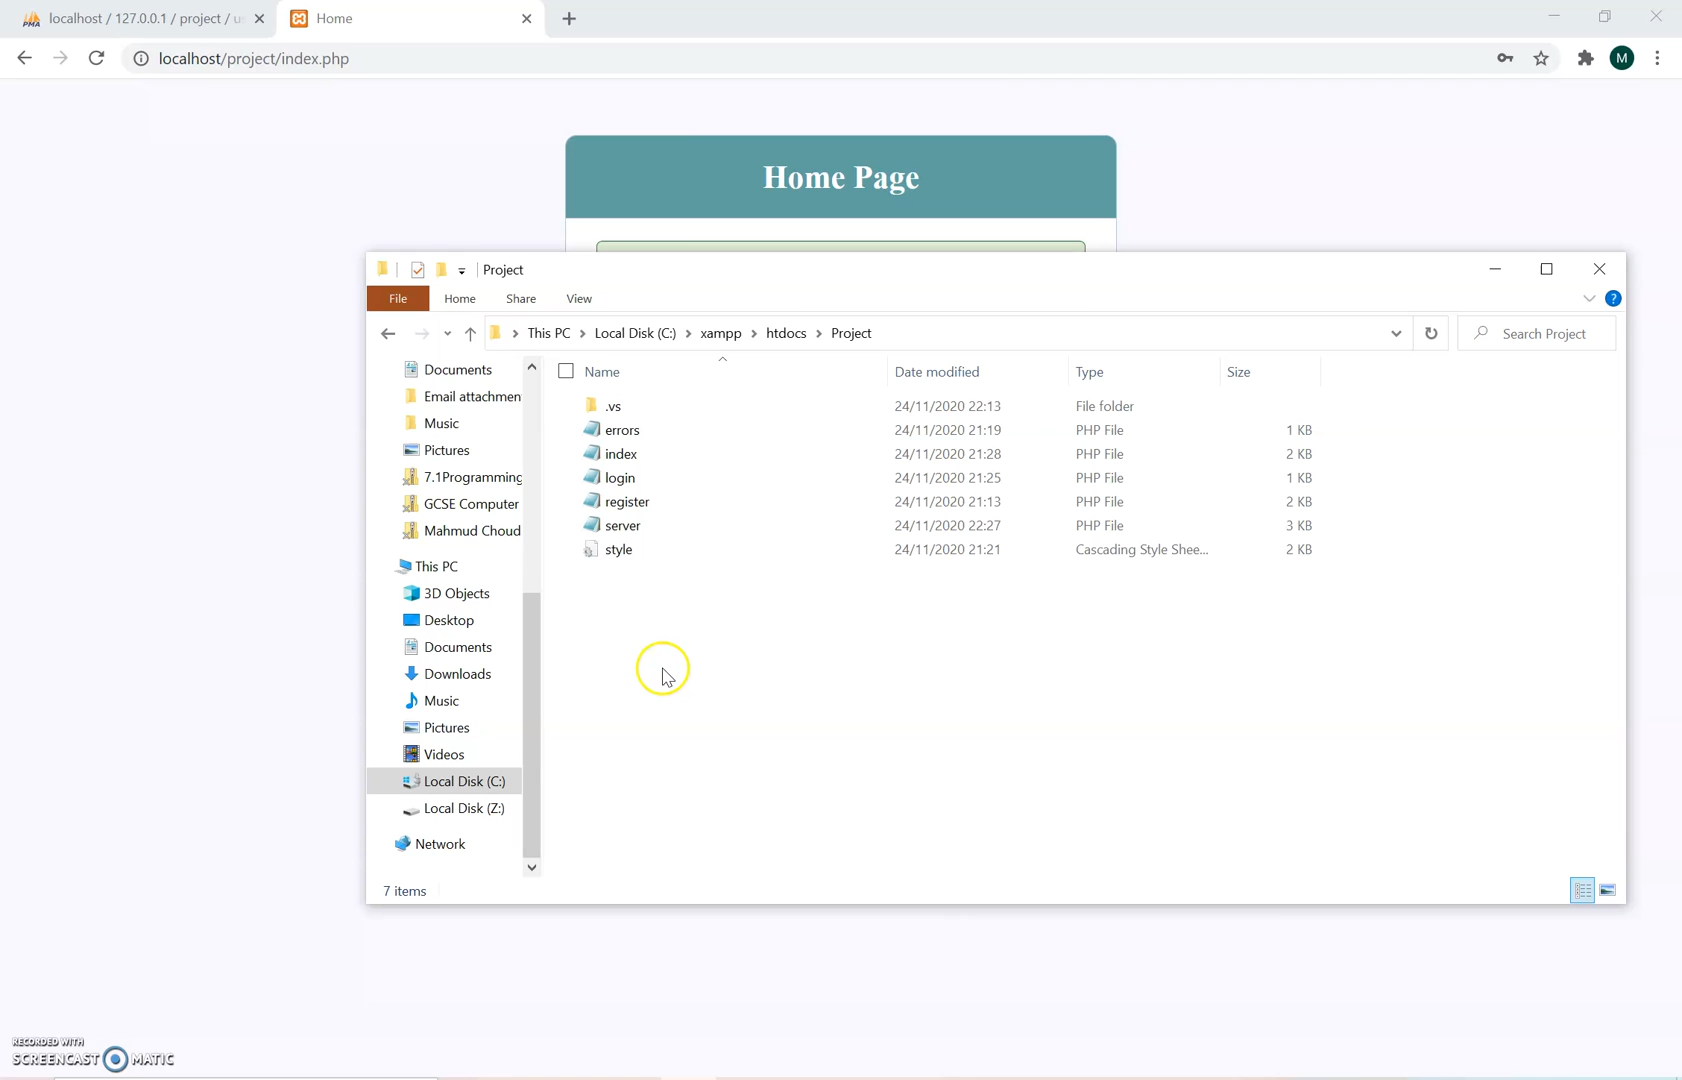 localhost / 127.0.0.1 / project / us
Home
localhost/project/index.php
M
Home Page
Project
File
Home
Share
View
?
This PC
Local Disk (C:)
xampp
htdocs
Project
Search Project
Documents
Email attachmen
Music
Pictures
7.1Programming
GCSE Computer
Mahmud Choud
This PC
3D Objects
Desktop
Documents
Downloads
Music
Pictures
Videos
Local Disk (C:)
Local Disk (Z:)
Network
Name Date modified Type Size
.vs 24/11/2020 22:13 File folder
errors 24/11/2020 21:19 PHP File 1 KB
index 24/11/2020 21:28 PHP File 2 KB
login 24/11/2020 21:25 PHP File 1 KB
register 24/11/2020 21:13 PHP File 2 KB
server 24/11/2020 22:27 PHP File 3 KB
style 24/11/2020 21:21 Cascading Style Shee... 2 KB
7 items
RECORDED WITH
SCREENCAST MATIC